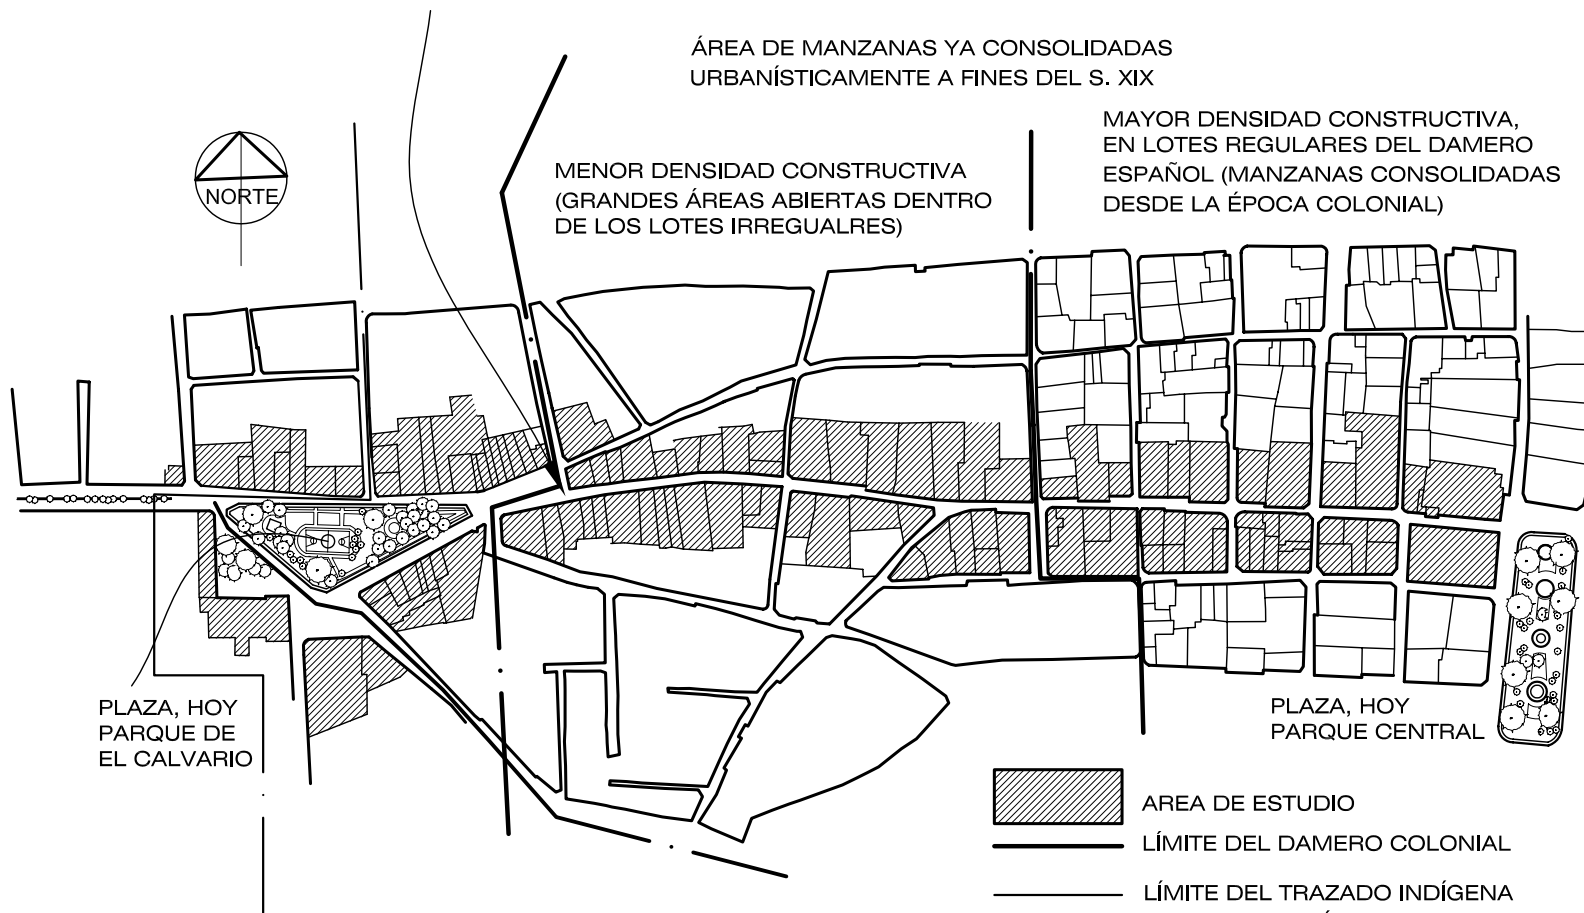 ÁREA DE MANZANAS YA CONSOLIDADAS
URBANÍSTICAMENTE A FINES DEL S. XIX
MAYOR DENSIDAD CONSTRUCTIVA,
EN LOTES REGULARES DEL DAMERO
ESPAÑOL (MANZANAS CONSOLIDADAS
DESDE LA ÉPOCA COLONIAL)
MENOR DENSIDAD CONSTRUCTIVA
(GRANDES ÁREAS ABIERTAS DENTRO
DE LOS LOTES IRREGUALRES)
NORTE
PLAZA, HOY
PARQUE DE
EL CALVARIO
PLAZA, HOY
PARQUE CENTRAL
AREA DE ESTUDIO
LÍMITE DEL DAMERO COLONIAL
LÍMITE DEL TRAZADO INDÍGENA